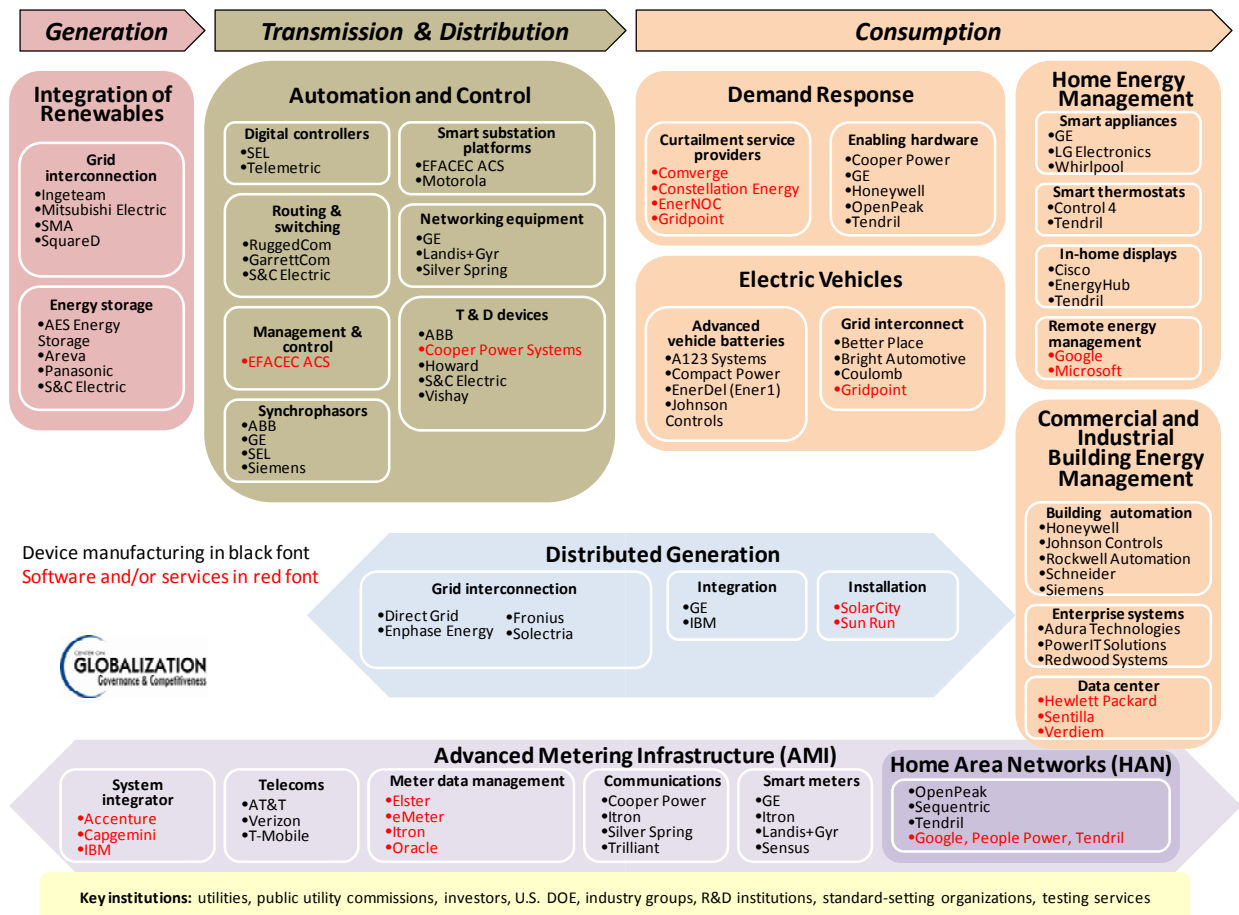 Generation
Transmission & Distribution
Consumption
Integration of
Renewables
Grid
interconnection
•Ingeteam
•Mitsubishi Electric
•SMA
•SquareD
Energy storage
•AES Energy
Storage
•Areva
•Panasonic
•S&C Electric
Automation and Control
Digital controllers
•SEL
•Telemetric
Routing &
switching
•RuggedCom
•GarrettCom
•S&C Electric
Management &
control
•EFACEC ACS
Synchrophasors
•ABB
•GE
•SEL
•Siemens
Smart substation
platforms
•EFACEC ACS
•Motorola
Networking equipment
•GE
•Landis+Gyr
•Silver Spring
T & D devices
•ABB
•Cooper Power Systems
•Howard
•S&C Electric
•Vishay
Demand Response
Curtailment service
providers
•Comverge
•Constellation Energy
•EnerNOC
•Gridpoint
Enabling hardware
•Cooper Power
•GE
•Honeywell
•OpenPeak
•Tendril
Electric Vehicles
Advanced
vehicle batteries
•A123 Systems
•Compact Power
•EnerDel (Ener1)
•Johnson
Controls
Grid interconnect
•Better Place
•Bright Automotive
•Coulomb
•Gridpoint
Home Energy
Management
Smart appliances
•GE
•LG Electronics
•Whirlpool
Smart thermostats
•Control 4
•Tendril
In-home displays
•Cisco
•EnergyHub
•Tendril
Remote energy
management
•Google
•Microsoft
Commercial and
Industrial
Building Energy
Management
Building automation
•Honeywell
•Johnson Controls
•Rockwell Automation
•Schneider
•Siemens
Enterprise systems
•Adura Technologies
•PowerIT Solutions
•Redwood Systems
Data center
•Hewlett Packard
•Sentilla
•Verdiem
Device manufacturing in black font
Software and/or services in red font
CENTER ON
GLOBALIZATION
Governance & Competitiveness
Distributed Generation
Grid interconnection
•Direct Grid
•Enphase Energy
•Fronius
•Solectria
Integration
•GE
•IBM
Installation
•SolarCity
•Sun Run
Advanced Metering Infrastructure (AMI)
System
integrator
•Accenture
•Capgemini
•IBM
Telecoms
•AT&T
•Verizon
•T-Mobile
Meter data management
•Elster
•eMeter
•Itron
•Oracle
Communications
•Cooper Power
•Itron
•Silver Spring
•Trilliant
Smart meters
•GE
•Itron
•Landis+Gyr
•Sensus
Home Area Networks (HAN)
•OpenPeak
•Sequentric
•Tendril
•Google, People Power, Tendril
Key institutions: utilities, public utility commissions, investors, U.S. DOE, industry groups, R&D institutions, standard-setting organizations, testing services